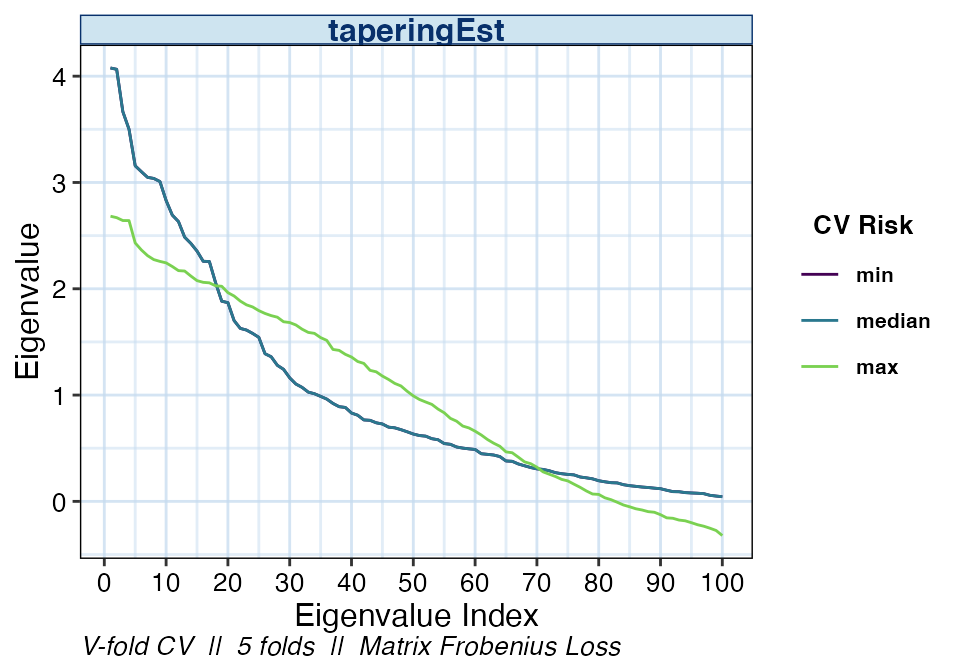 taperingEst
4
3
2
1
0
Eigenvalue
0 10 20 30 40 50 60 70 80 90 100
Eigenvalue Index
V-fold CV || 5 folds || Matrix Frobenius Loss
CV Risk
min
median
max